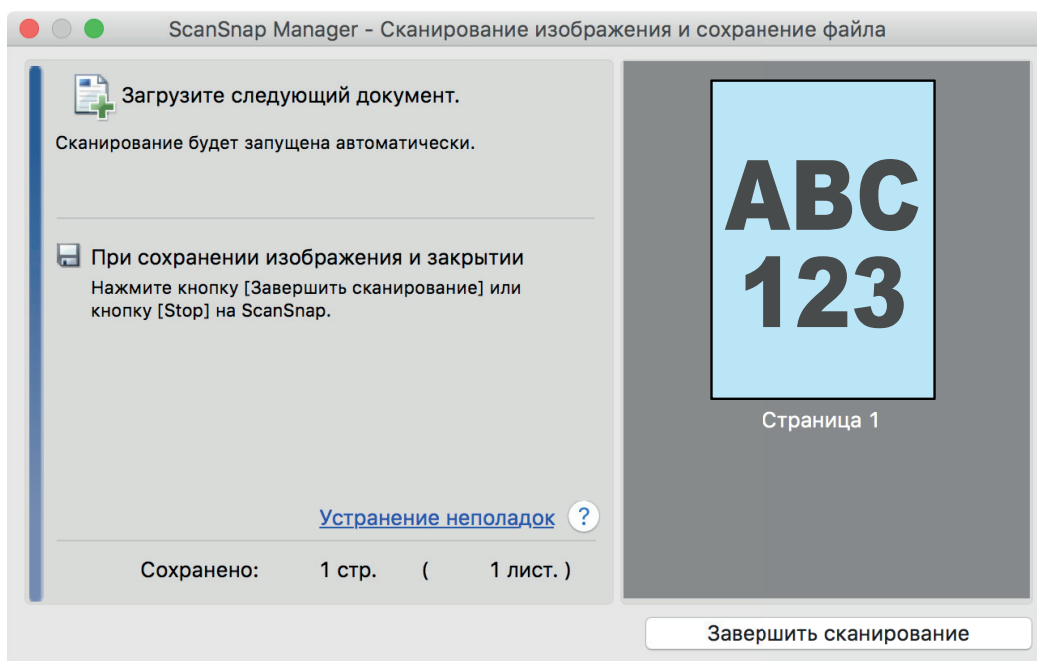 ScanSnap Manager - Сканирование изображения и сохранение файла
Загрузите следующий документ.
Сканирование будет запущена автоматически.
При сохранении изображения и закрытии
Нажмите кнопку [Завершить сканирование] или
кнопку [Stop] на ScanSnap.
Устранение неполадок ?
Сохранено: 1 стр. ( 1 лист. )
ABC
123
Страница 1
Завершить сканирование